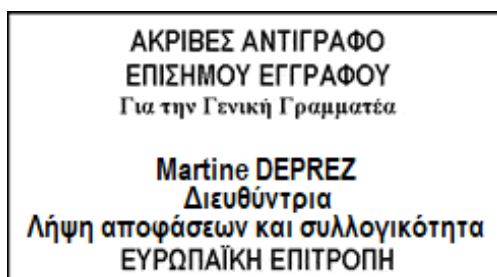 ΑΚΡΙΒΕΣ ΑΝΤΙΓΡΑΦΟ
ΕΠΙΣΗΜΟΥ ΕΓΓΡΑΦΟΥ
Για την Γενική Γραμματέα
Martine DEPREZ
Διευθύντρια
Λήψη αποφάσεων και συλλογικότητα
ΕΥΡΩΠΑΪΚΗ ΕΠΙΤΡΟΠΗ